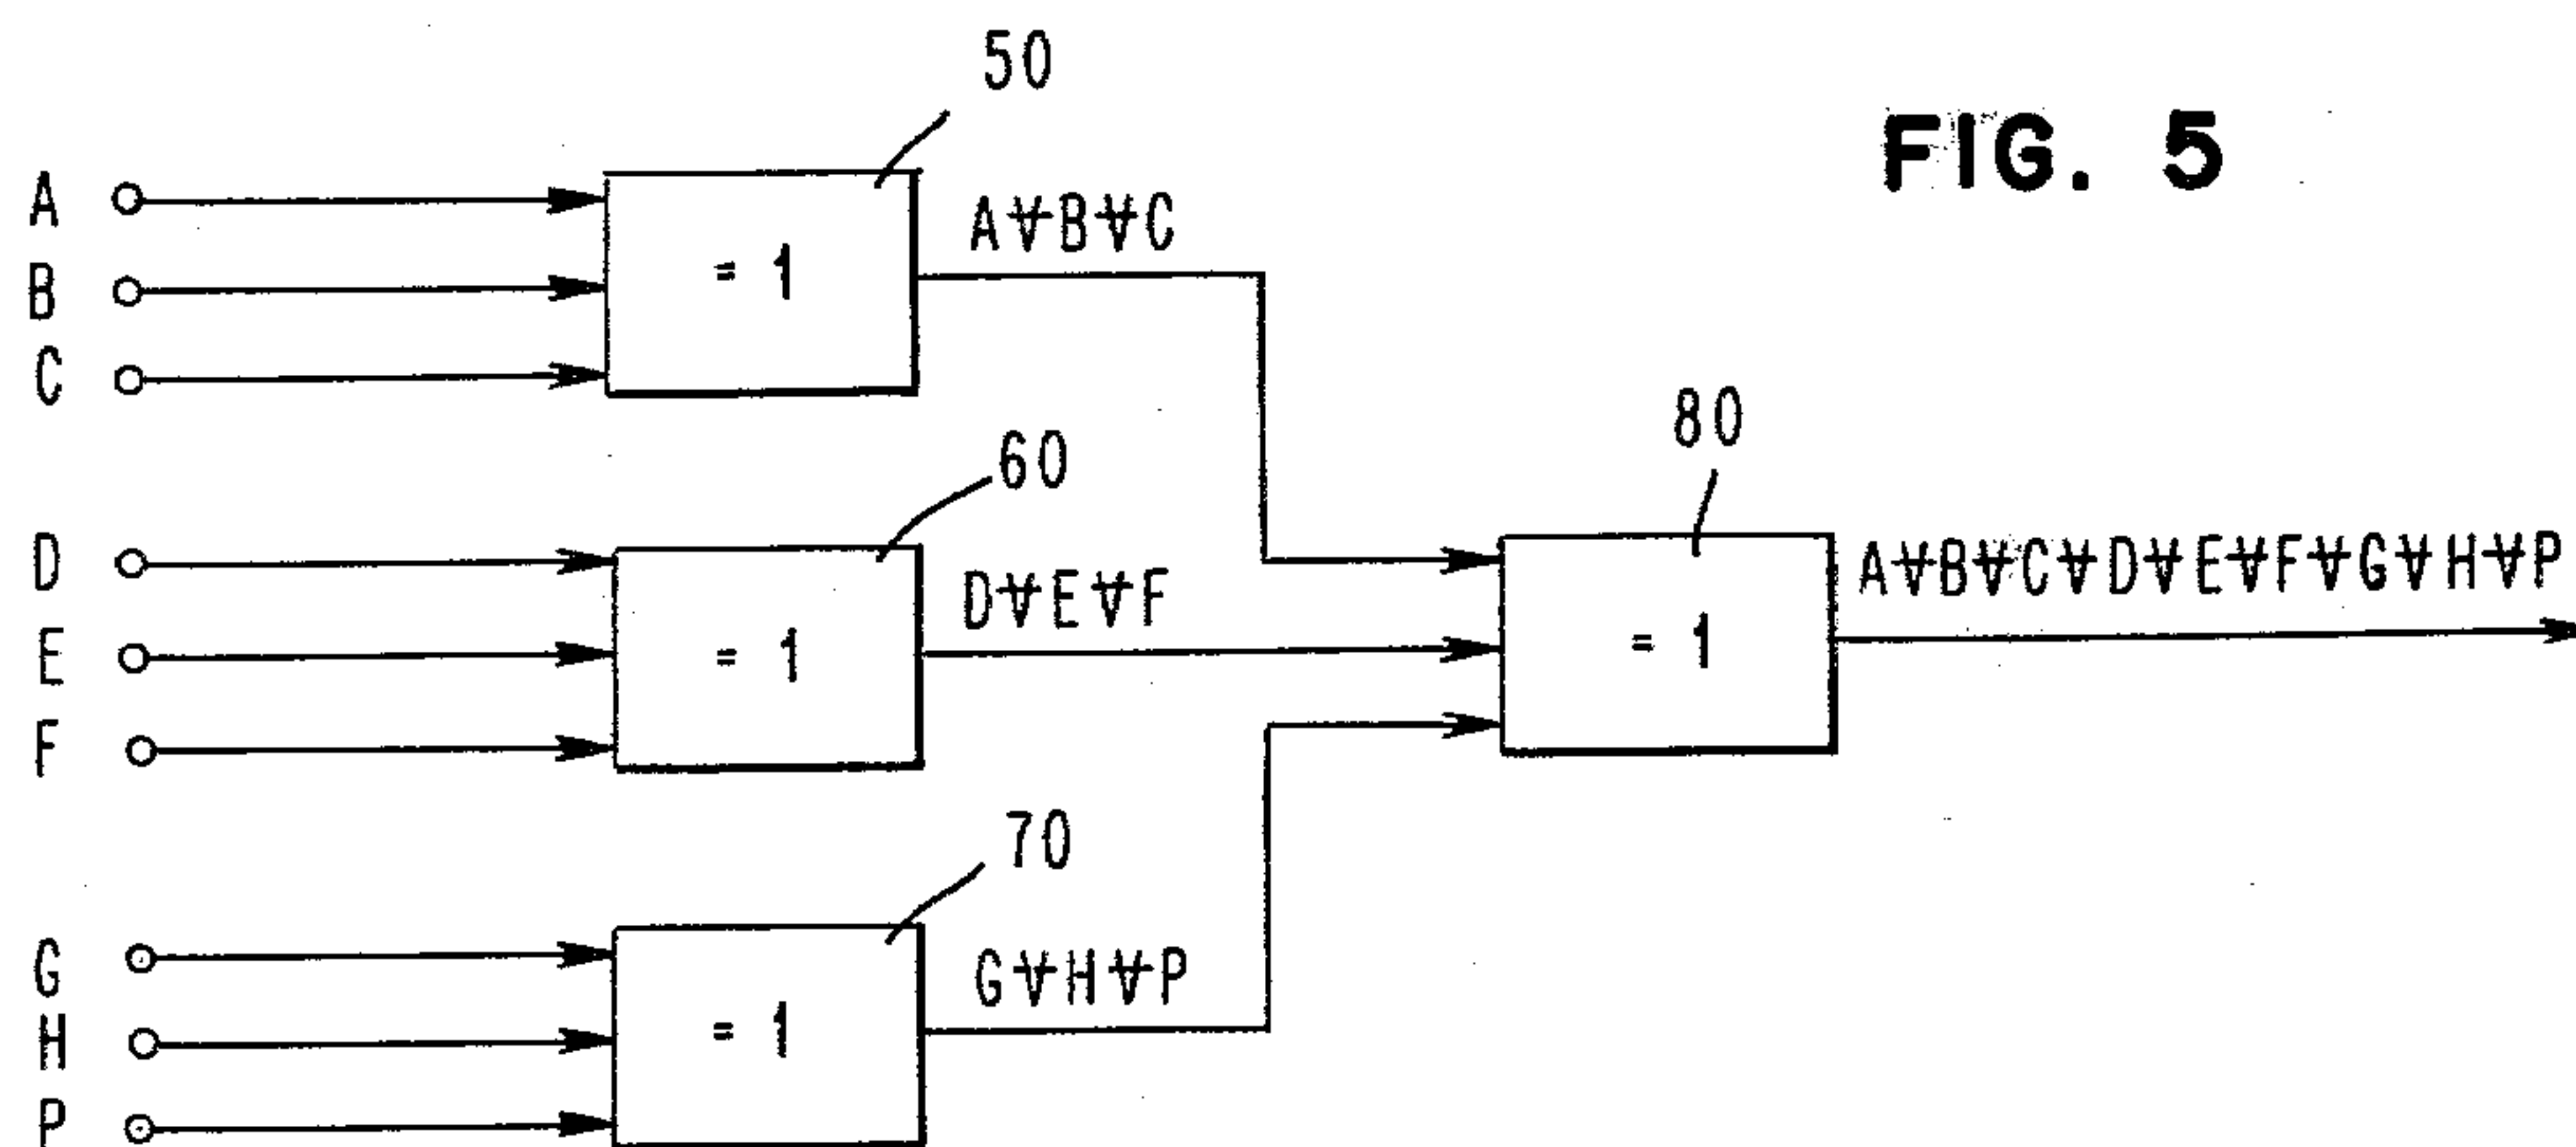 50
FIG. 5
A
B
C
= 1
A∀B∀C
60
80
D
E
F
= 1
D∀E∀F
= 1
A∀B∀C∀D∀E∀F∀G∀H∀P
70
G
H
P
= 1
G∀H∀P